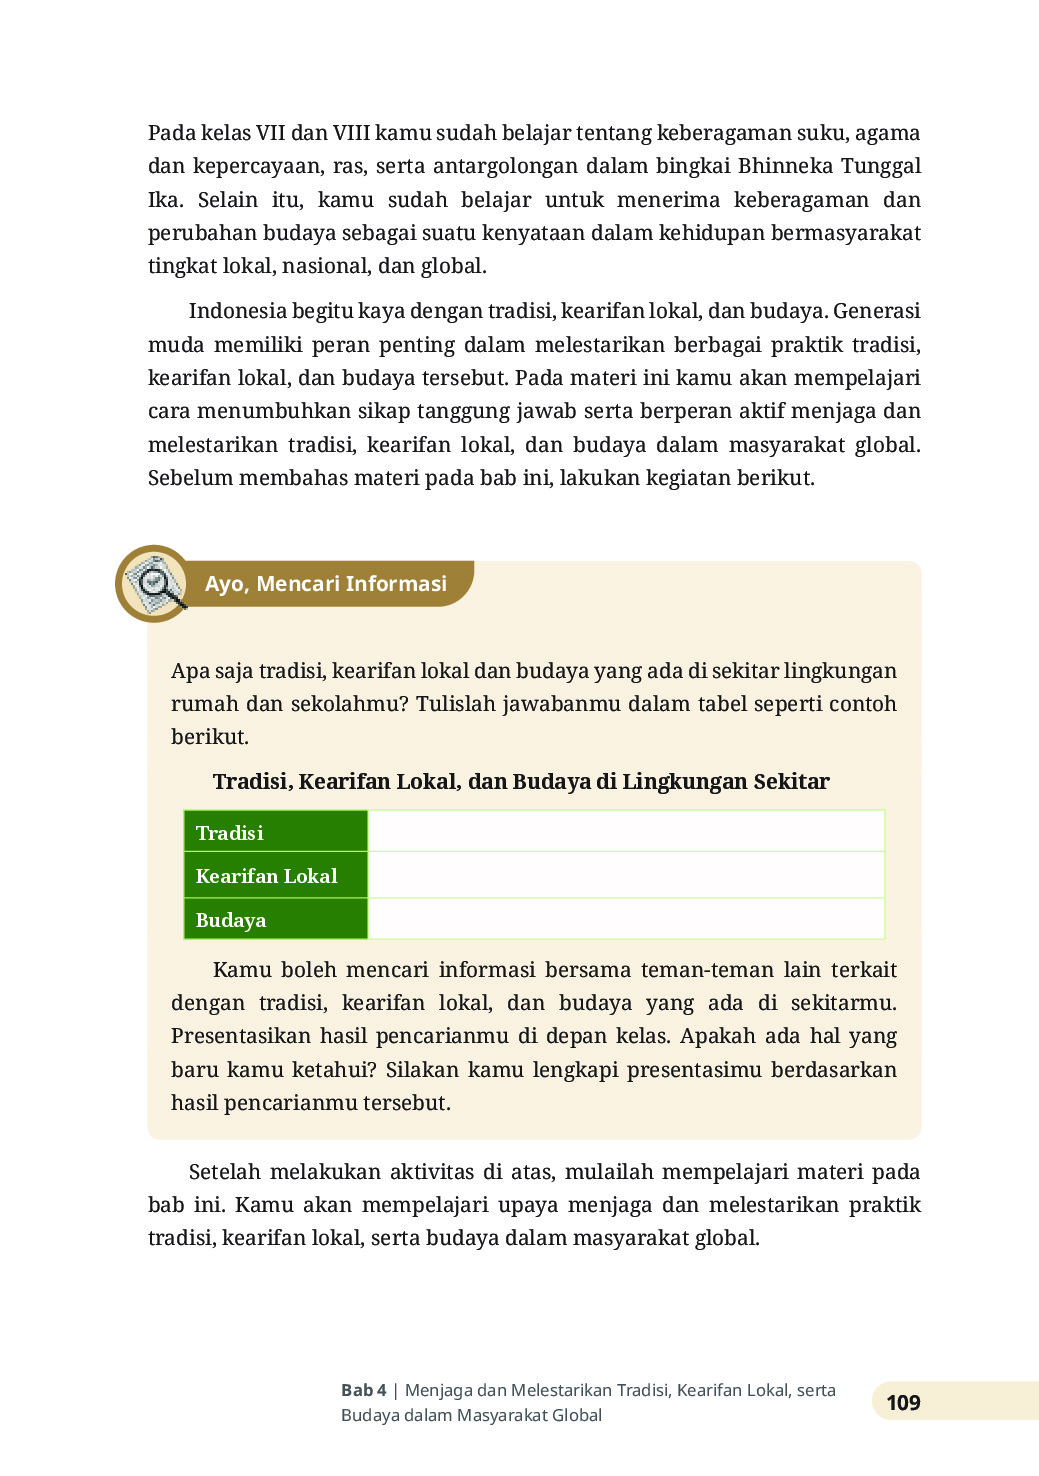 Pada kelas VII dan VIII kamu sudah belajar tentang keberagaman suku, agama
dan kepercayaan, ras, serta antargolongan dalam bingkai Bhinneka Tunggal
Ika. Selain itu, kamu sudah belajar untuk menerima keberagaman dan
perubahan budaya sebagai suatu kenyataan dalam kehidupan bermasyarakat
tingkat lokal, nasional, dan global.
Indonesia begitu kaya dengan tradisi, kearifan lokal, dan budaya. Generasi
muda memiliki peran penting dalam melestarikan berbagai praktik tradisi,
kearifan lokal, dan budaya tersebut. Pada materi ini kamu akan mempelajari
cara menumbuhkan sikap tanggung jawab serta berperan aktif menjaga dan
melestarikan tradisi, kearifan lokal, dan budaya dalam masyarakat global.
Sebelum membahas materi pada bab ini, lakukan kegiatan berikut.
Ayo, Mencari Informasi
Apa saja tradisi, kearifan lokal dan budaya yang ada di sekitar lingkungan
rumah dan sekolahmu? Tulislah jawabanmu dalam tabel seperti contoh
berikut.
Tradisi, Kearifan Lokal, dan Budaya di Lingkungan Sekitar
Tradisi
Kearifan Lokal
Budaya
Kamu boleh mencari informasi bersama teman-teman lain terkait
dengan tradisi, kearifan lokal, dan budaya yang ada di sekitarmu.
Presentasikan hasil pencarianmu di depan kelas. Apakah ada hal yang
baru kamu ketahui? Silakan kamu lengkapi presentasimu berdasarkan
hasil pencarianmu tersebut.
Setelah melakukan aktivitas di atas, mulailah mempelajari materi pada
bab ini. Kamu akan mempelajari upaya menjaga dan melestarikan praktik
tradisi, kearifan lokal, serta budaya dalam masyarakat global.
Bab 4 | Menjaga dan Melestarikan Tradisi, Kearifan Lokal, serta
Budaya dalam Masyarakat Global
109